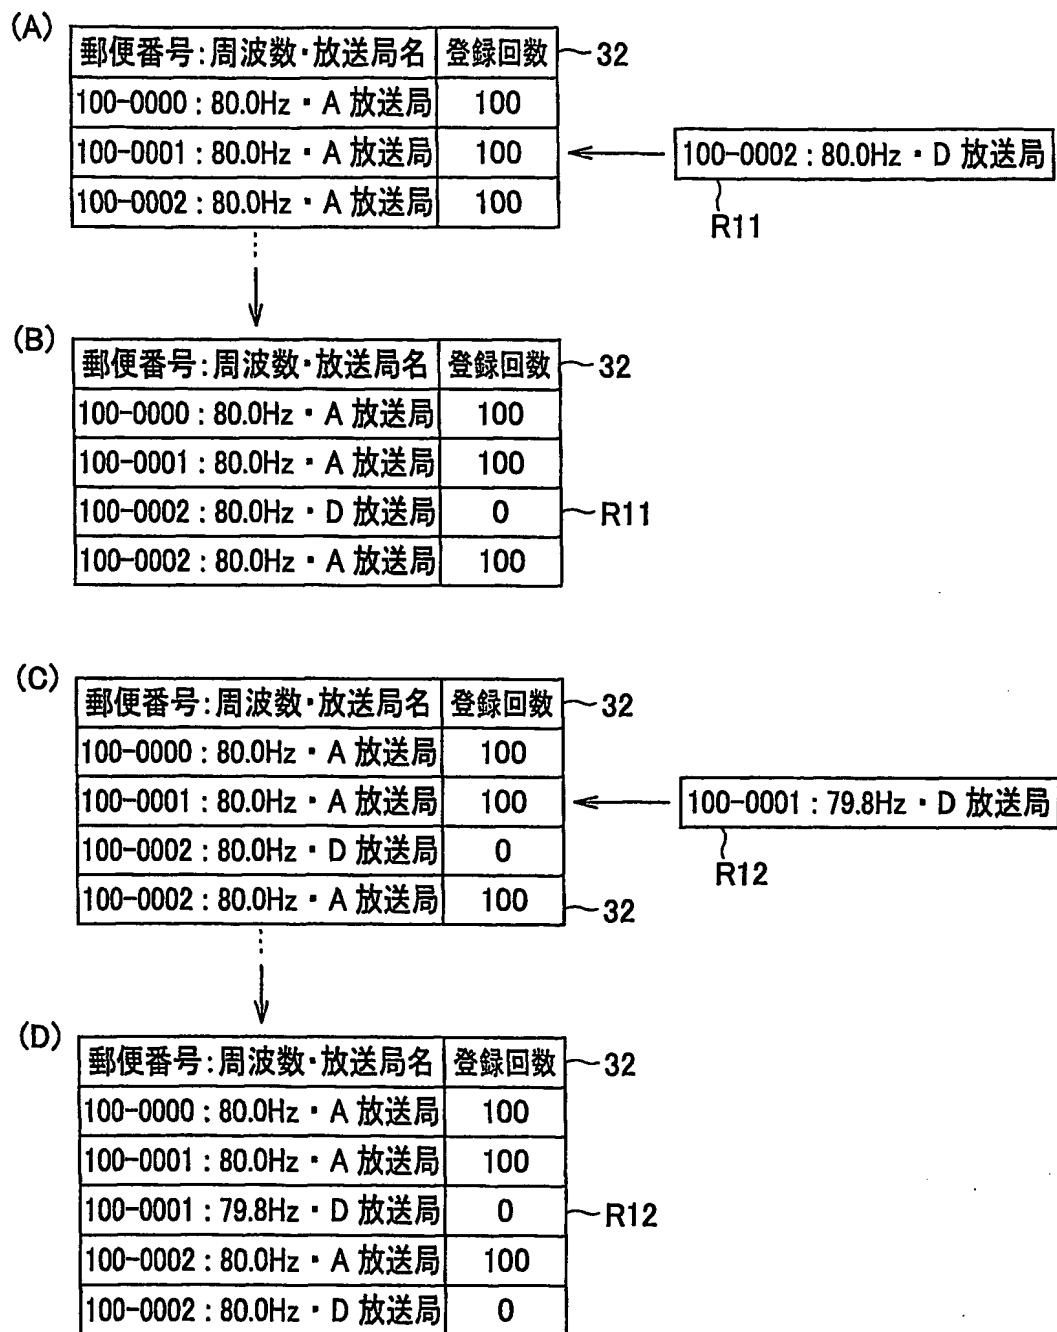 (A)
郵便番号:周波数・放送局名 登録回数 32
100-0000 : 80.0Hz・A 放送局 100
100-0001 : 80.0Hz・A 放送局 100 100-0002 : 80.0Hz・D 放送局
100-0002 : 80.0Hz・A 放送局 100
R11
(B)
郵便番号:周波数・放送局名 登録回数 32
100-0000 : 80.0Hz・A 放送局 100
100-0001 : 80.0Hz・A 放送局 100
100-0002 : 80.0Hz・D 放送局 0 R11
100-0002 : 80.0Hz・A 放送局 100
(C)
郵便番号:周波数・放送局名 登録回数 32
100-0000 : 80.0Hz・A 放送局 100
100-0001 : 80.0Hz・A 放送局 100 100-0001 : 79.8Hz・D 放送局
100-0002 : 80.0Hz・D 放送局 0 R12
100-0002 : 80.0Hz・A 放送局 100 32
(D)
郵便番号:周波数・放送局名 登録回数 32
100-0000 : 80.0Hz・A 放送局 100
100-0001 : 80.0Hz・A 放送局 100
100-0001 : 79.8Hz・D 放送局 0 R12
100-0002 : 80.0Hz・A 放送局 100
100-0002 : 80.0Hz・D 放送局 0